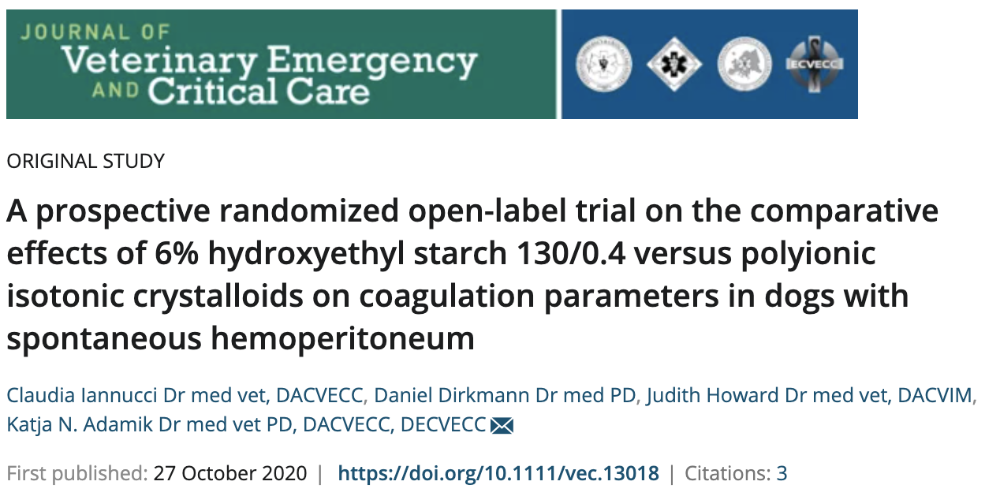 JOURNAL OF
Veterinary Emergency
AND Critical Care
ECVECC
ORIGINAL STUDY
A prospective randomized open-label trial on the comparative
effects of 6% hydroxyethyl starch 130/0.4 versus polyionic
isotonic crystalloids on coagulation parameters in dogs with
spontaneous hemoperitoneum
Claudia Iannucci Dr med vet, DACVECC, Daniel Dirkmann Dr med PD, Judith Howard Dr med vet, DACVIM,
Katja N. Adamik Dr med vet PD, DACVECC, DECVECC
First published: 27 October 2020 | https://doi.org/10.1111/vec.13018 | Citations: 3